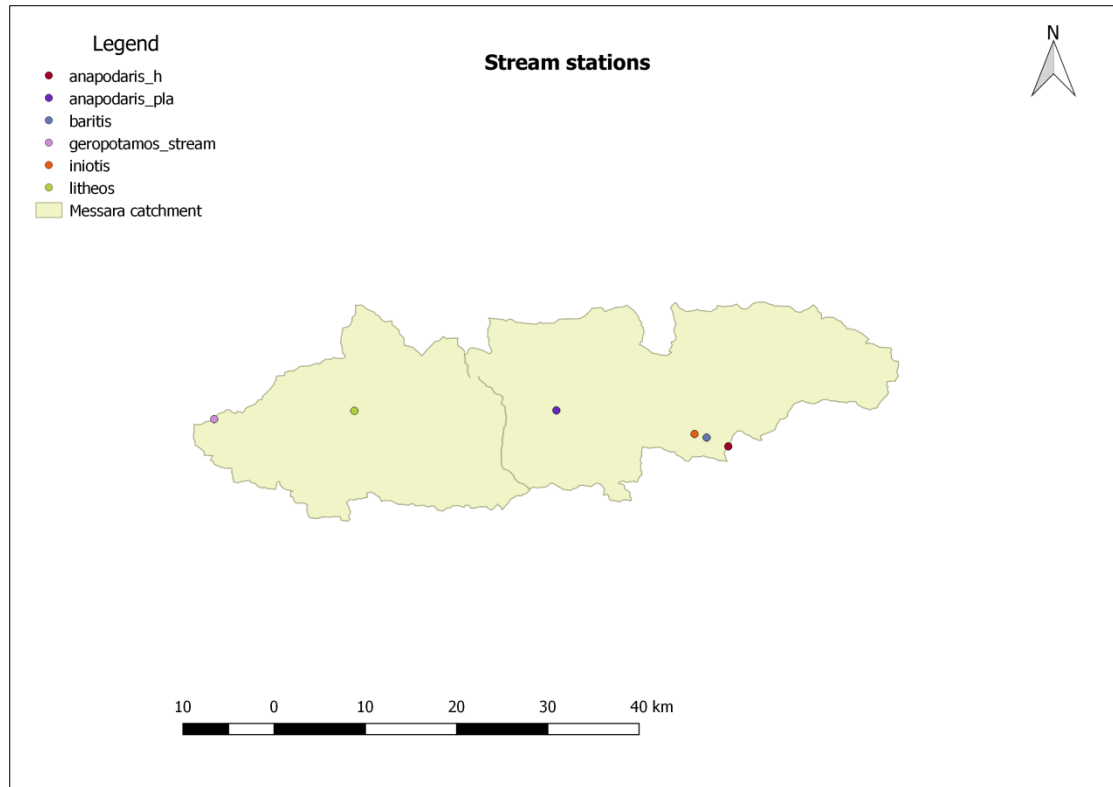 Legend
anapodaris_h
anapodaris_pla
baritis
geropotamos_stream
iniotis
litheos
Messara catchment
Stream stations
N
10 0 10 20 30 40 km